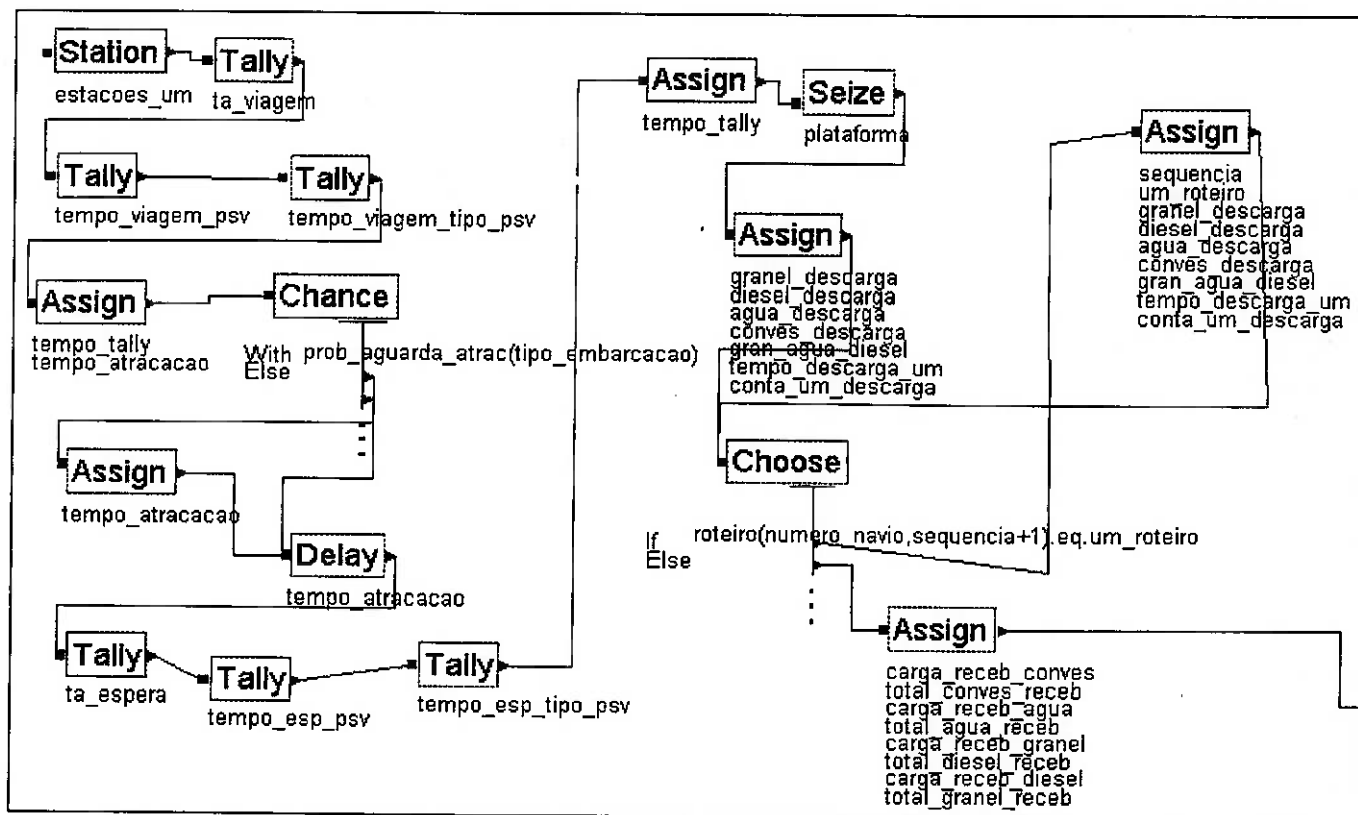 Station
estacoes_um
Tally
ta_viagem
Tally
tempo_viagem_psv
Tally
tempo_viagem_tipo_psv
Assign
tempo_tally
tempo_atracacao
Chance
With prob_aguarda_atrac(tipo_embarcacao)
Else
Assign
tempo_atracacao
Delay
tempo_atracacao
Tally
ta_espera
Tally
tempo_esp_psv
Tally
tempo_esp_tipo_psv
Assign
tempo_tally
Seize
plataforma
Assign
granel_descarga
diesel_descarga
agua_descarga
conves_descarga
gran_agua_diesel
tempo_descarga_um
conta_um_descarga
Choose
If roteiro(numero_navio,sequencia+1).eq.um_roteiro
Else
Assign
sequencia
um_roteiro
granel_descarga
diesel_descarga
agua_descarga
conves_descarga
gran_agua_diesel
tempo_descarga_um
conta_um_descarga
Assign
carga_receb_conves
total_conves_receb
carga_receb_agua
total_agua_receb
carga_receb_granel
total_diesel_receb
carga_receb_diesel
total_granel_receb